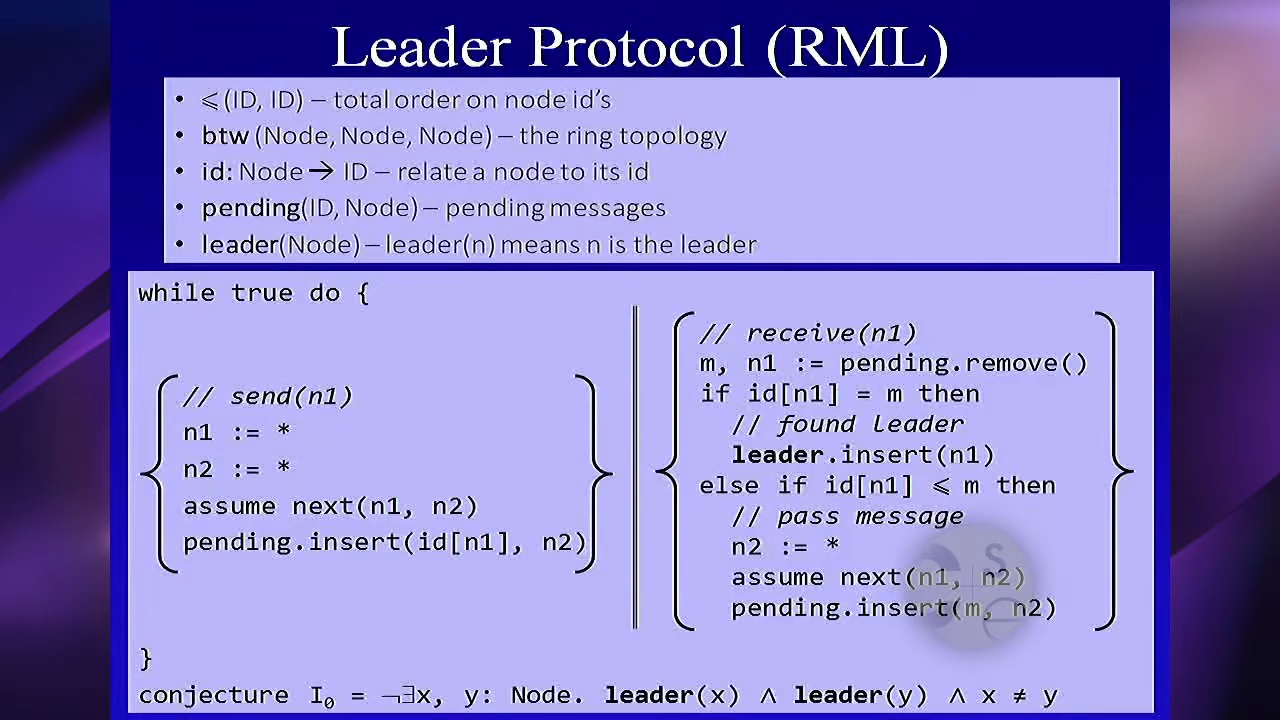 Leader Protocol (RML)
• ⩽(ID, ID) – total order on node id’s
• btw (Node, Node, Node) – the ring topology
• id: Node → ID – relate a node to its id
• pending(ID, Node) – pending messages
• leader(Node) – leader(n) means n is the leader
while true do {
// send(n1)
n1 := *
n2 := *
assume next(n1, n2)
pending.insert(id[n1], n2)
// receive(n1)
m, n1 := pending.remove()
if id[n1] = m then
// found leader
leader.insert(n1)
else if id[n1] ⩽ m then
// pass message
n2 := *
assume next(n1, n2)
pending.insert(m, n2)
}
conjecture I₀ = ¬∃x, y: Node. leader(x) ∧ leader(y) ∧ x ≠ y